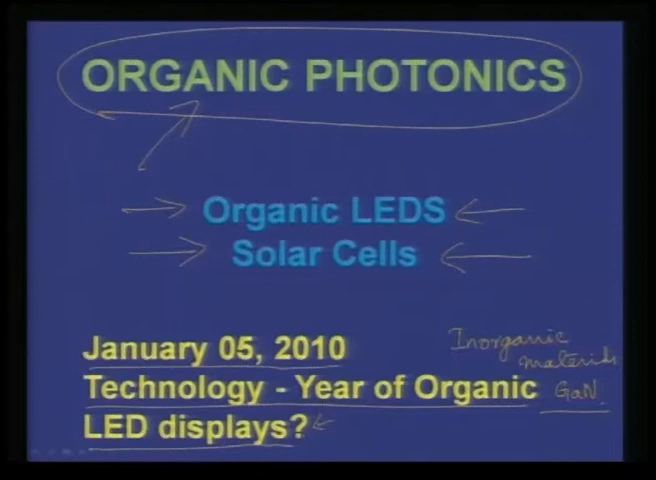 ORGANIC PHOTONICS
Organic LEDS
Solar Cells
January 05, 2010
Technology - Year of Organic
LED displays?
Inorganic
materials
GaN